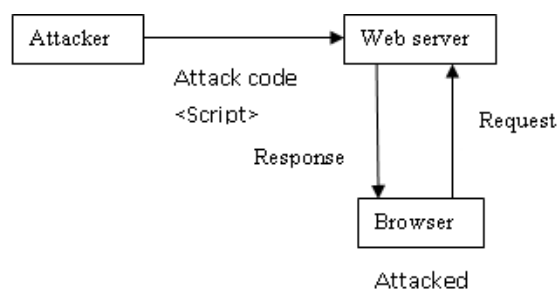 Attacker
Web server
Attack code
<Script>
Request
Response
Browser
Attacked